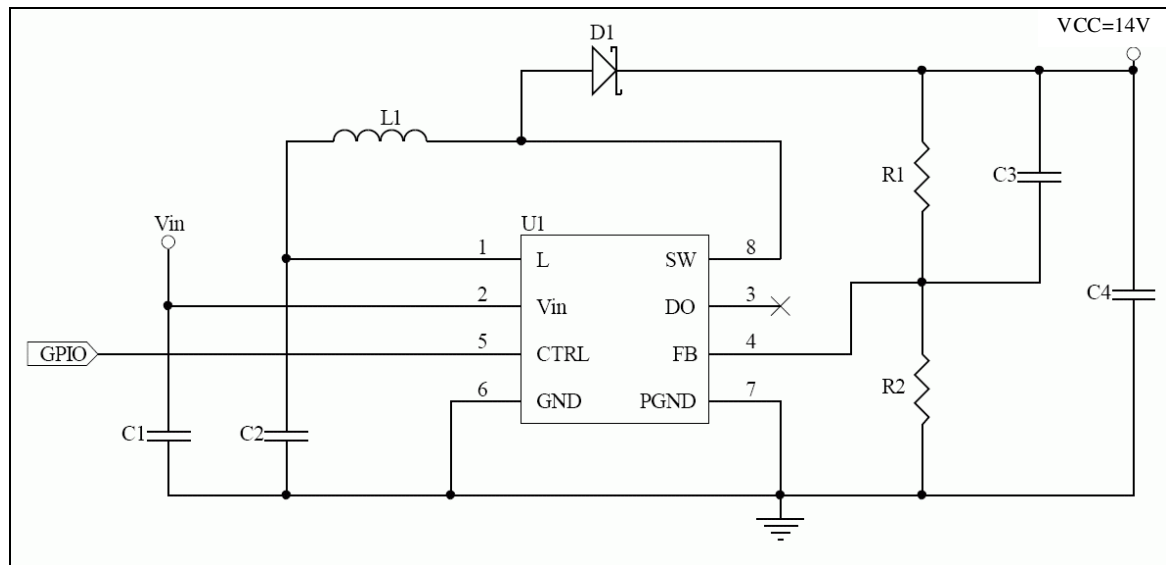 VCC=14V
D1
L1
R1
C3
Vin
U1
1
L
SW
8
2
Vin
DO
3
C4
GPIO
5
CTRL
FB
4
R2
6
GND
PGND
7
C1
C2